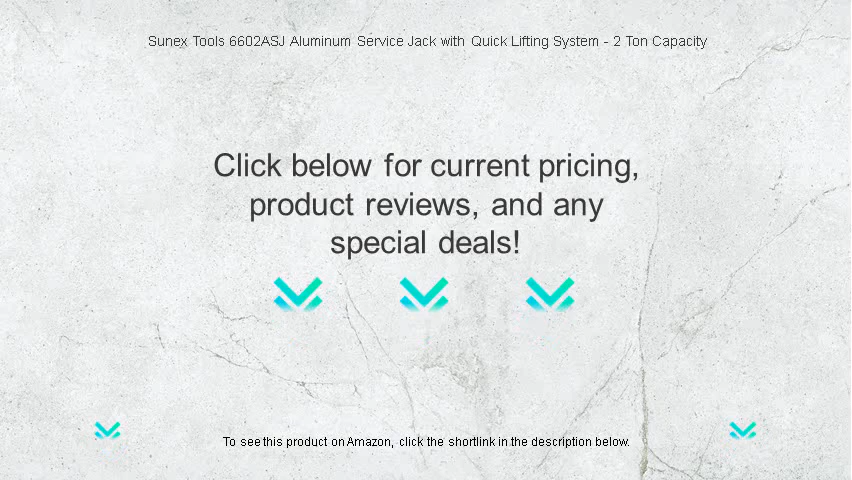 Sunex Tools 6602ASJ Aluminum Service Jack with Quick Lifting System - 2 Ton Capacity
Click below for current pricing,
product reviews, and any
special deals!
To see this product on Amazon, click the shortlink in the description below.